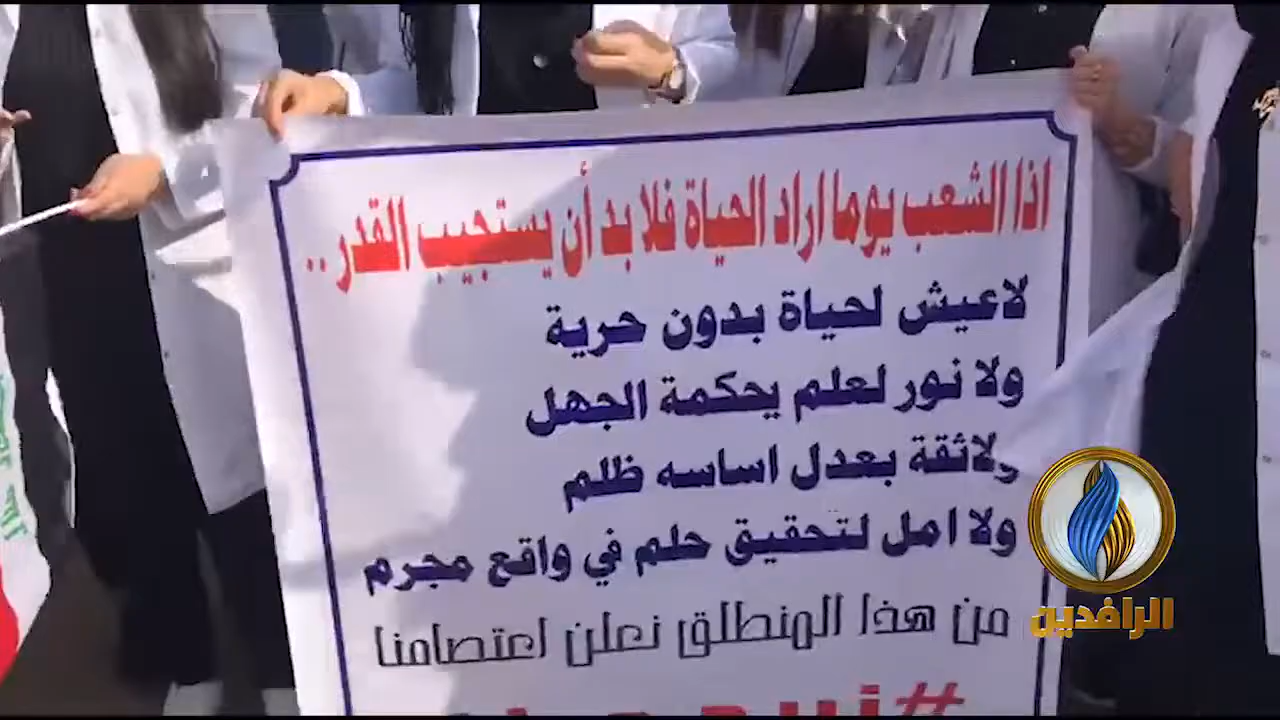 اذا الشعب يوما اراد الحياة فلا بد أن يستجيب القدر ..
لاعيش لحياة بدون حرية
ولا نور لعلم يحكمة الجهل
ولاثقة بعدل اساسه ظلم
ولا امل لتحقيق حلم في واقع مجرم
من هذا المنطلق نعلن اعتصامنا
الرافدين